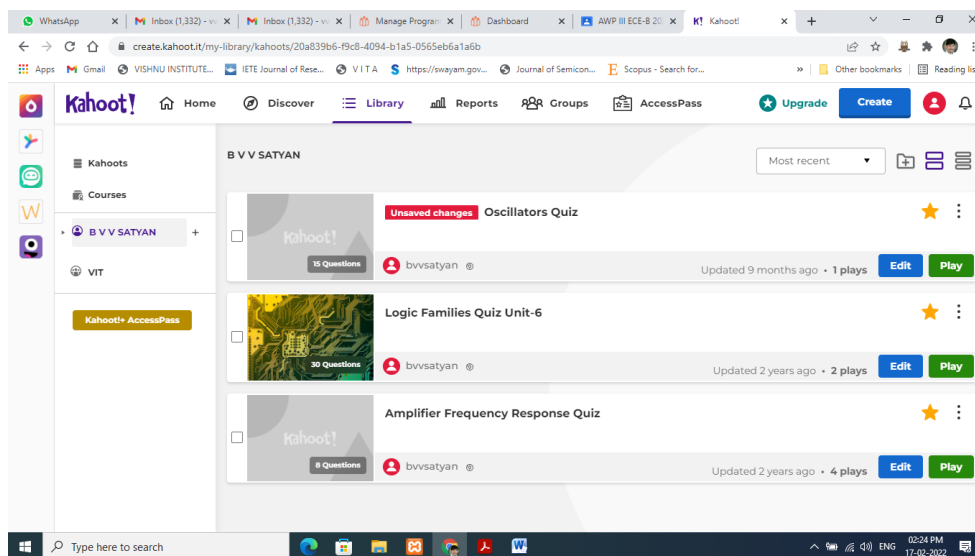 WhatsApp
Inbox (1,332) - vv
Inbox (1,332) - vv
Manage Program
Dashboard
AWP III ECE-B 20
Kahoot!
create.kahoot.it/my-library/kahoots/20a839b6-f9c8-4094-b1a5-0565eb6a1a6b
Apps
Gmail
VISHNU INSTITUTE...
IETE Journal of Rese...
V I T A
https://swayam.gov...
Journal of Semicon...
Scopus - Search for...
»
Other bookmarks
Reading lis
Kahoot!
Home
Discover
Library
Reports
Groups
AccessPass
Upgrade
Create
Kahoots
Courses
B V V SATYAN
VIT
Kahoot!+ AccessPass
B V V SATYAN
Most recent
Kahoot!
15 Questions
Unsaved changes Oscillators Quiz
bvvsatyan
Updated 9 months ago • 1 plays
Edit
Play
30 Questions
Logic Families Quiz Unit-6
bvvsatyan
Updated 2 years ago • 2 plays
Edit
Play
Kahoot!
8 Questions
Amplifier Frequency Response Quiz
bvvsatyan
Updated 2 years ago • 4 plays
Edit
Play
Type here to search
ENG
02:24 PM
17-02-2022